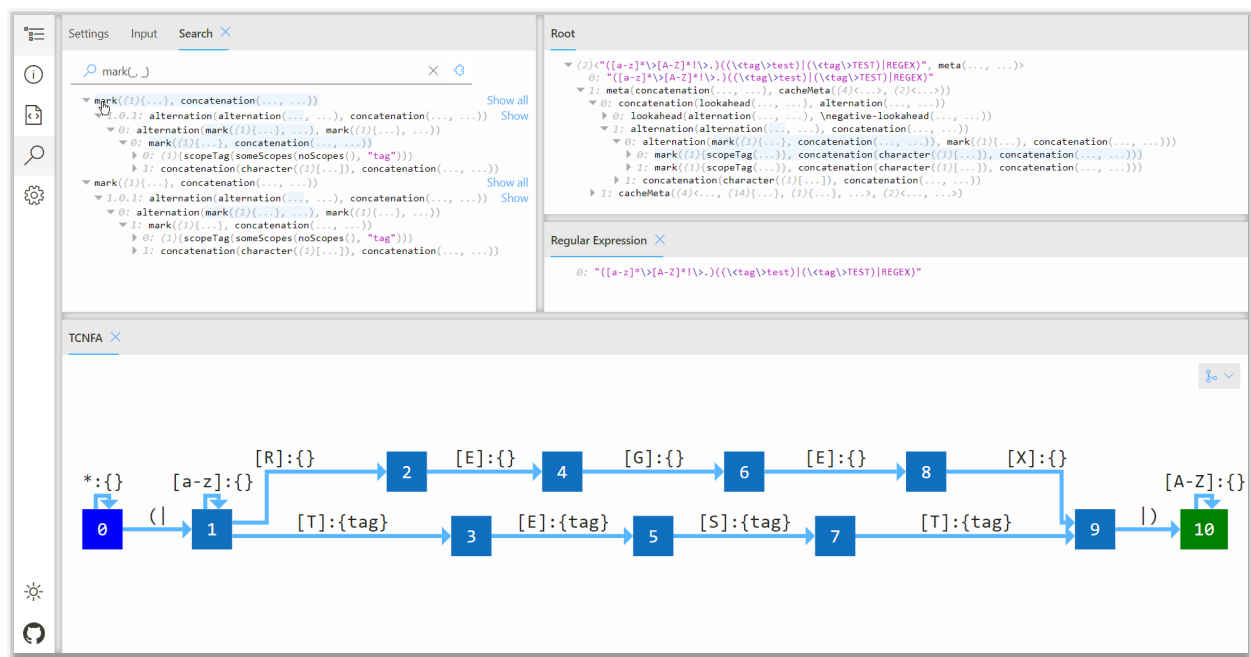 Settings Input Search
mark(_, _)
mark((1){...}, concatenation(..., ...)) Show all
1.0.1: alternation(alternation(..., ...), concatenation(..., ...)) Show
0: alternation(mark((1){...}, ...), mark((1){...}, ...))
0: mark((1){...}, concatenation(..., ...))
0: (1){scopeTag(someScopes(noScopes(), "tag"))}
1: concatenation(character((1)[...]), concatenation(..., ...))
mark((1){...}, concatenation(..., ...)) Show all
1.0.1: alternation(alternation(..., ...), concatenation(..., ...)) Show
0: alternation(mark((1){...}, ...), mark((1){...}, ...))
1: mark((1){...}, concatenation(..., ...))
0: (1){scopeTag(someScopes(noScopes(), "tag"))}
1: concatenation(character((1)[...]), concatenation(..., ...))
Root
(2)<"([a-z]*\>[A-Z]*!\>.)((\<tag\>test)|(\<tag\>TEST)|REGEX)", meta(..., ...)>
0: "([a-z]*\>[A-Z]*!\>.)((\<tag\>test)|(\<tag\>TEST)|REGEX)"
1: meta(concatenation(..., ...), cacheMeta((4)<...>, (2)<...>))
0: concatenation(lookahead(..., ...), alternation(..., ...))
0: lookahead(alternation(..., ...), \negative-lookahead(..., ...))
1: alternation(alternation(..., ...), concatenation(..., ...))
0: alternation(mark((1){...}, concatenation(..., ...)), mark((1){...}, concatenation(..., ...)))
0: mark((1){scopeTag(...)}, concatenation(character((1)[...]), concatenation(..., ...)))
1: mark((1){scopeTag(...)}, concatenation(character((1)[...]), concatenation(..., ...)))
1: concatenation(character((1)[...]), concatenation(..., ...))
1: cacheMeta((4)<..., (14){...}, (1){...}, ...>, (2)<..., ...>)
Regular Expression
0: "([a-z]*\>[A-Z]*!\>.)((\<tag\>test)|(\<tag\>TEST)|REGEX)"
TCNFA
[R]:{} [E]:{} [G]:{} [E]:{} [X]:{}
2 4 6 8
*:{} [a-z]:{} [A-Z]:{}
(| [T]:{tag} [E]:{tag} [S]:{tag} [T]:{tag} |)
0 1 3 5 7 9 10